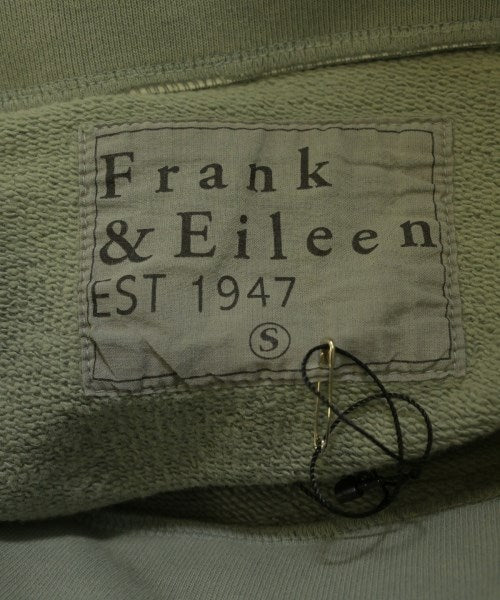 Frank
& Eileen
EST 1947
S